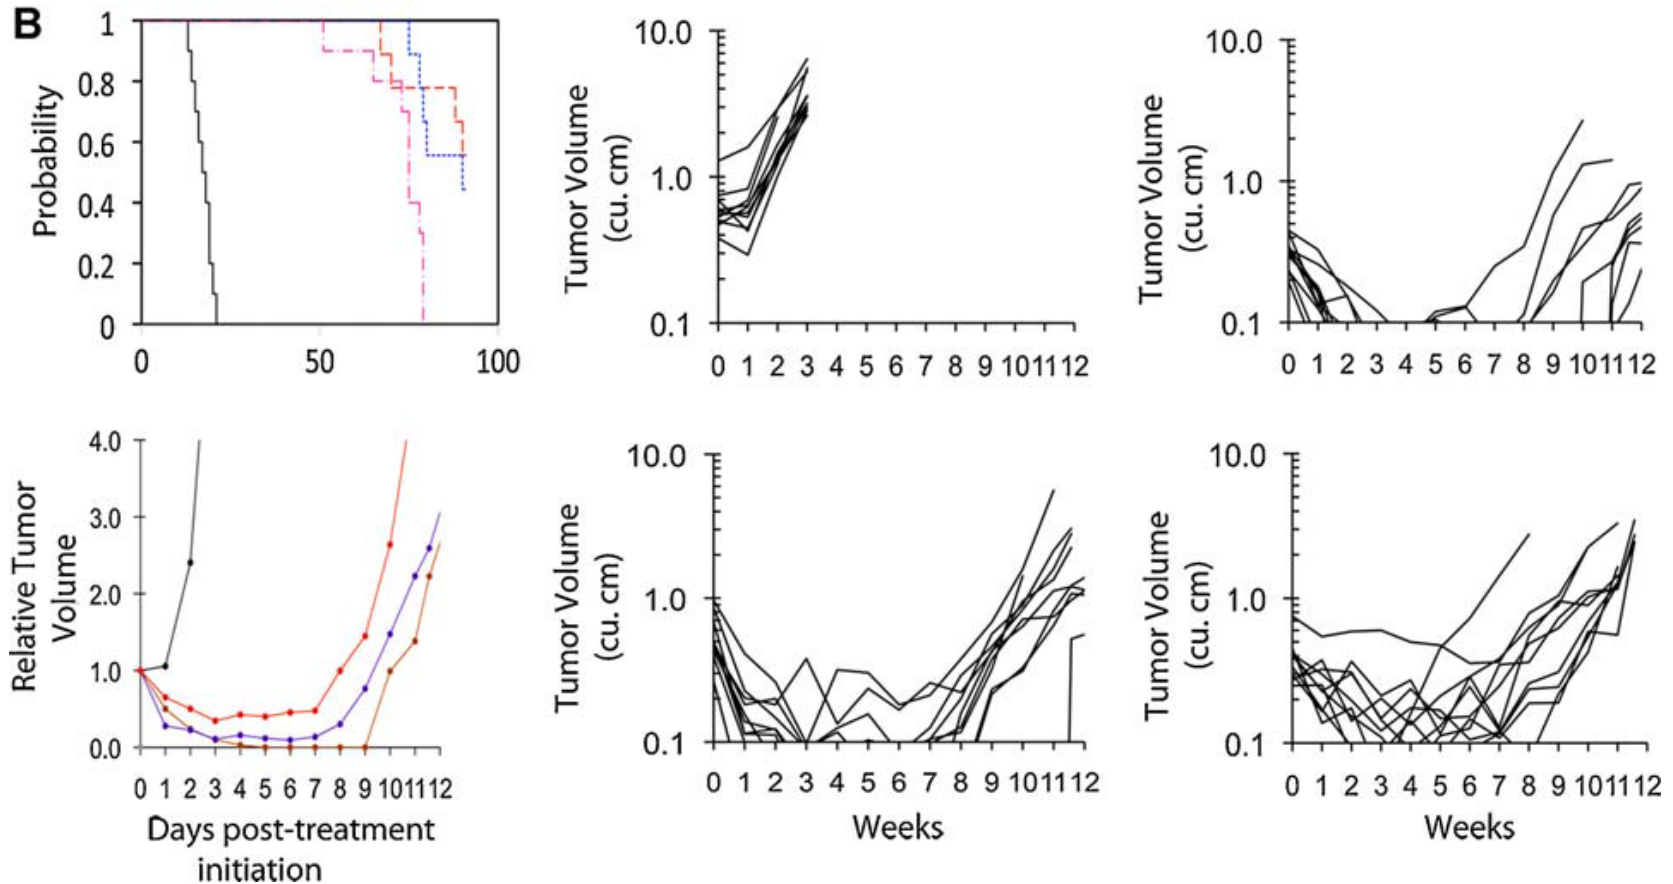 B
Probability
1
0.8
0.6
0.4
0.2
0
0 50 100
Tumor Volume
(cu. cm)
10.0
1.0
0.1
0 1 2 3 4 5 6 7 8 9 10 11 12
Tumor Volume
(cu. cm)
10.0
1.0
0.1
0 1 2 3 4 5 6 7 8 9 10 11 12
Relative Tumor
Volume
4.0
3.0
2.0
1.0
0.0
0 1 2 3 4 5 6 7 8 9 10 11 12
Days post-treatment
initiation
Tumor Volume
(cu. cm)
10.0
1.0
0.1
0 1 2 3 4 5 6 7 8 9 10 11 12
Weeks
Tumor Volume
(cu. cm)
10.0
1.0
0.1
0 1 2 3 4 5 6 7 8 9 10 11 12
Weeks